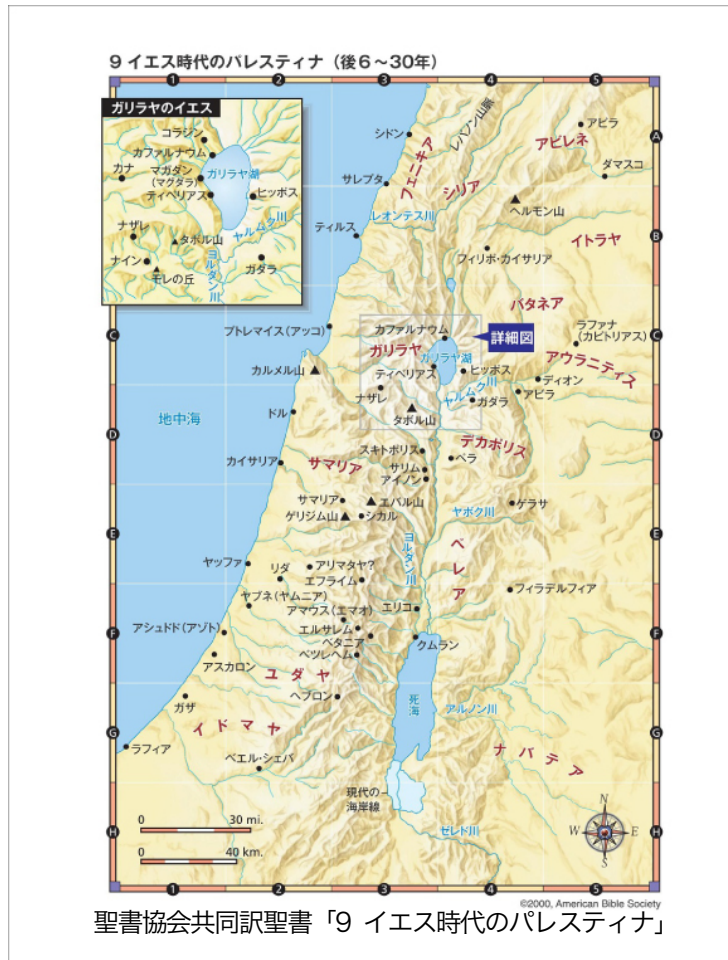 9 イエス時代のパレスティナ（後6〜30年）
1 2 3 4 5
ガリラヤのイエス
コラジン
カファルナウム
カナ
マガダン
（マグダラ）
ガリラヤ湖
ティベリアス
ヒッポス
ヤルムク川
ナザレ
タボル山
ナイン
モレの丘
ヨルダン川
ガダラ
A
シドン
レバノン山脈
アビラ
アビレネ
フェニキア
ダマスコ
サレプタ
シリア
レオンテス川
ヘルモン山
B
B
ティルス
イトラヤ
フィリポ・カイサリア
バタネア
C
C
プトレマイス（アッコ）
カファルナウム
詳細図
ラファナ
（カピトリアス）
ガリラヤ
ガリラヤ湖
アウラニティス
カルメル山
ティベリアス
ヒッポス
ディオン
ナザレ
ヤルムク川
アビラ
ガダラ
ドル
タボル山
地中海
D
D
デカポリス
スキトポリス
ペラ
カイサリア
サマリア
サリム
アイノン
サマリア
エバル山
ゲラサ
ゲリジム山
シカル
ヤボク川
E
E
ヨルダン川
ペレア
ヤッファ
リダ
アリマタヤ？
エフライム
フィラデルフィア
ヤブネ（ヤムニア）
アマウス（エマオ）
エリコ
F
F
アシュドド（アゾト）
エルサレム
ベタニア
クムラン
アスカロン
ベツレヘム
ユダヤ
ガザ
ヘブロン
死海
アルノン川
イドマヤ
G
G
ラフィア
ナバテア
ベエル・シェバ
現代の
海岸線
N
W E
S
0 30 mi.
H
H
ゼレド川
0 40 km.
1 2 3 4 5
©2000, American Bible Society
聖書協会共同訳聖書「9 イエス時代のパレスティナ」